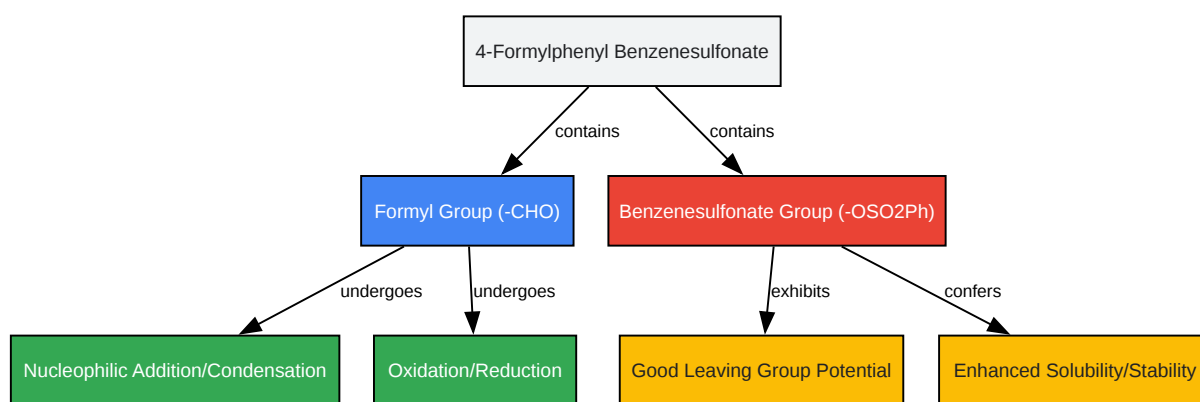 4-Formylphenyl Benzenesulfonate
contains
contains
Formyl Group (-CHO)
Benzenesulfonate Group (-OSO2Ph)
undergoes
undergoes
exhibits
confers
Nucleophilic Addition/Condensation
Oxidation/Reduction
Good Leaving Group Potential
Enhanced Solubility/Stability